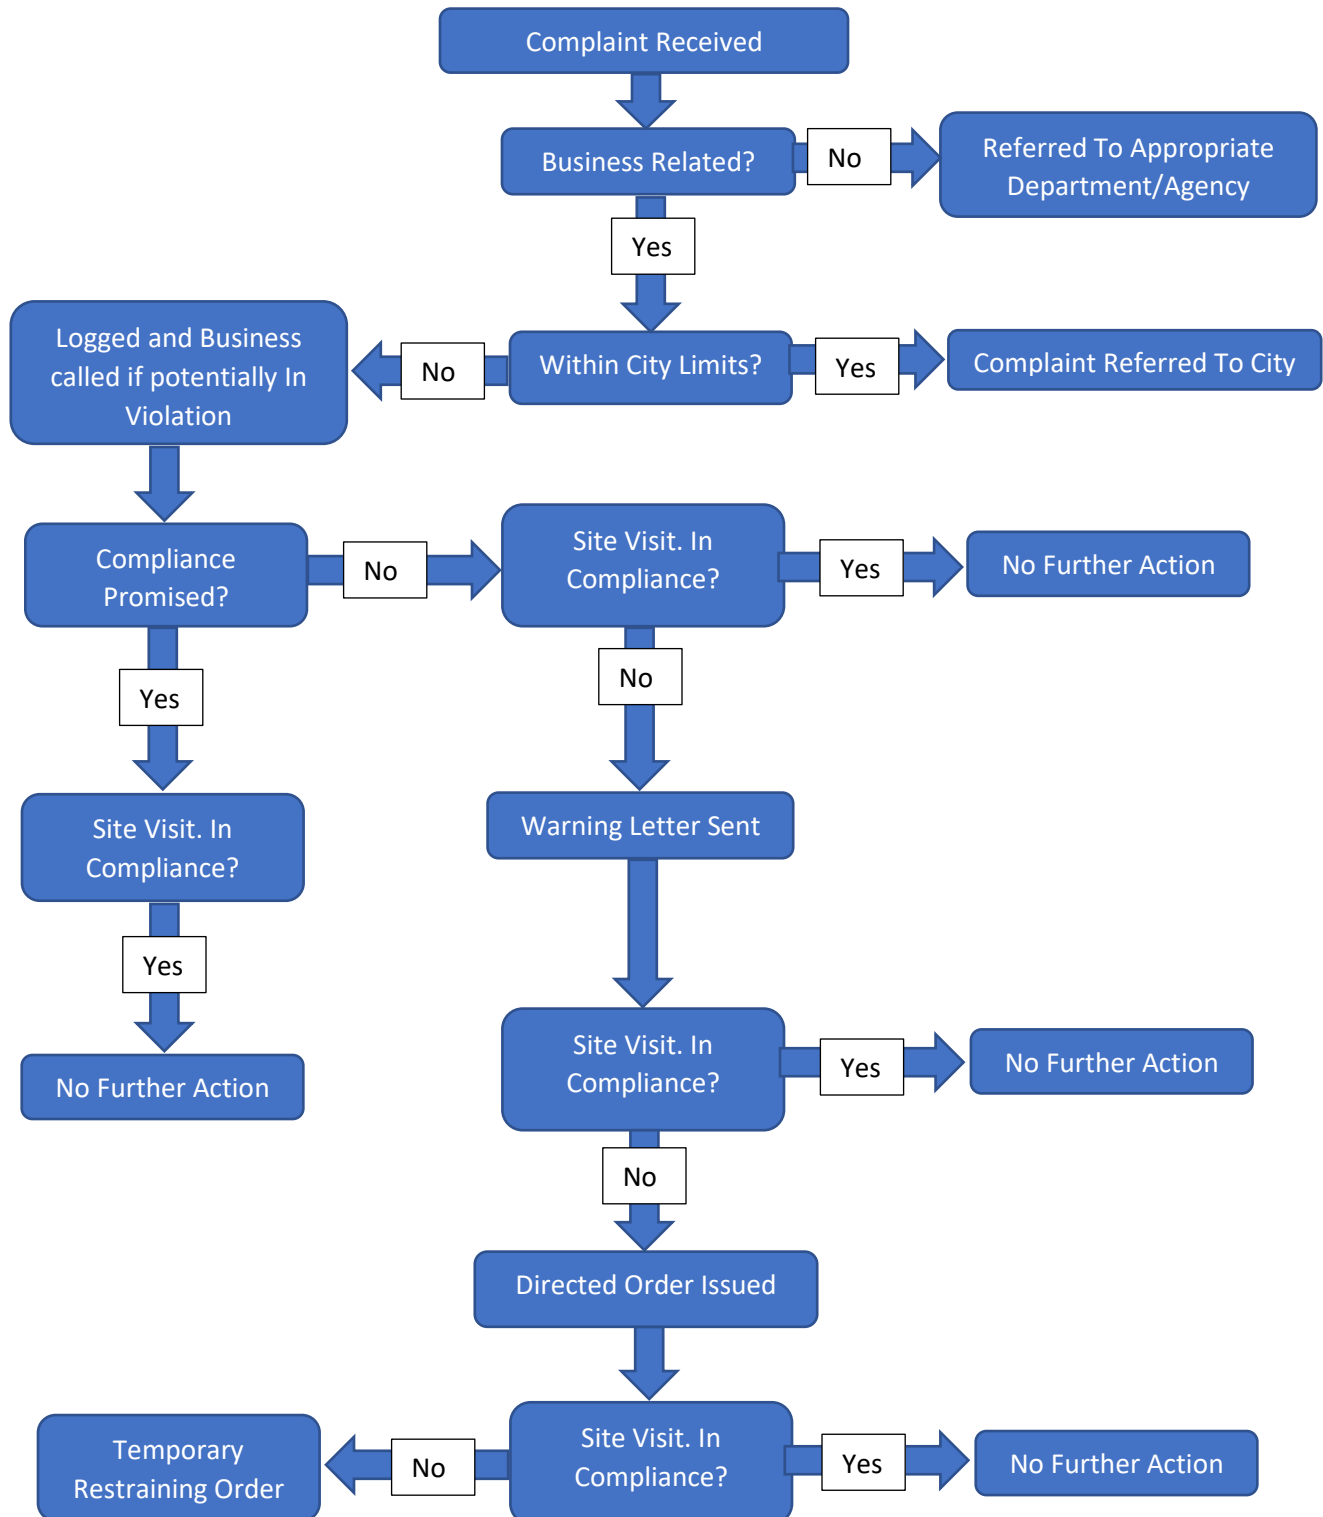 Complaint Received
Business Related?
No
Referred To Appropriate
Department/Agency
Yes
Logged and Business
called if potentially In
Violation
No
Within City Limits?
Yes
Complaint Referred To City
Compliance
Promised?
No
Site Visit. In
Compliance?
Yes
No Further Action
Yes
No
Site Visit. In
Compliance?
Warning Letter Sent
Yes
No Further Action
Site Visit. In
Compliance?
Yes
No Further Action
No
Directed Order Issued
Temporary
Restraining Order
No
Site Visit. In
Compliance?
Yes
No Further Action